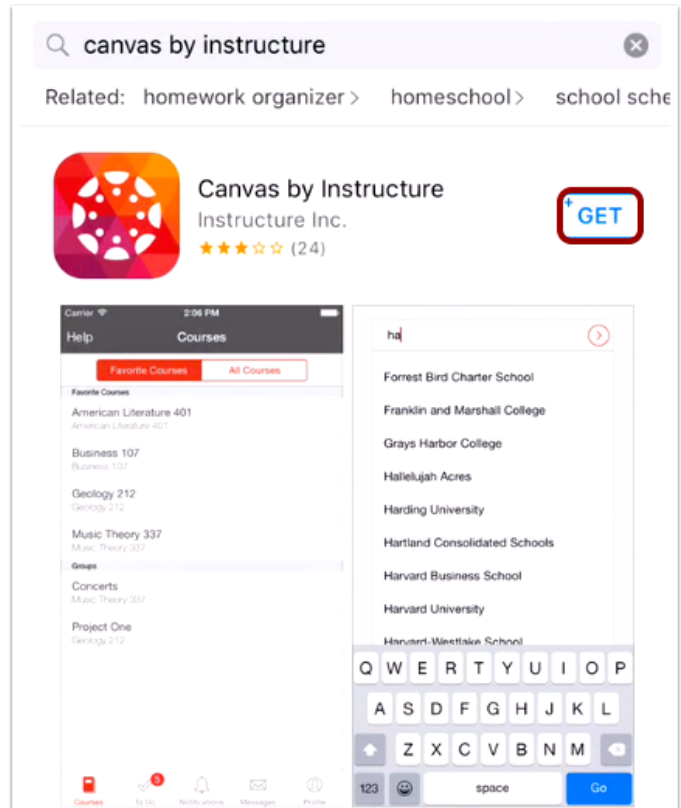 canvas by instructure
Related: homework organizer > homeschool > school sche
Canvas by Instructure
Instructure Inc.
(24)
+ GET
Carrier 2:06 PM
Help Courses
Favorite Courses All Courses
Favorite Courses
American Literature 401
American Literature 401
Business 107
Business 107
Geology 212
Geology 212
Music Theory 337
Music Theory 337
Groups
Concerts
Music Theory 337
Project One
Geology 212
5
Courses To Do Notifications Messages Profile
ha
Forrest Bird Charter School
Franklin and Marshall College
Grays Harbor College
Hallelujah Acres
Harding University
Hartland Consolidated Schools
Harvard Business School
Harvard University
Harvard-Westlake School
Q W E R T Y U I O P
A S D F G H J K L
Z X C V B N M
123 space Go